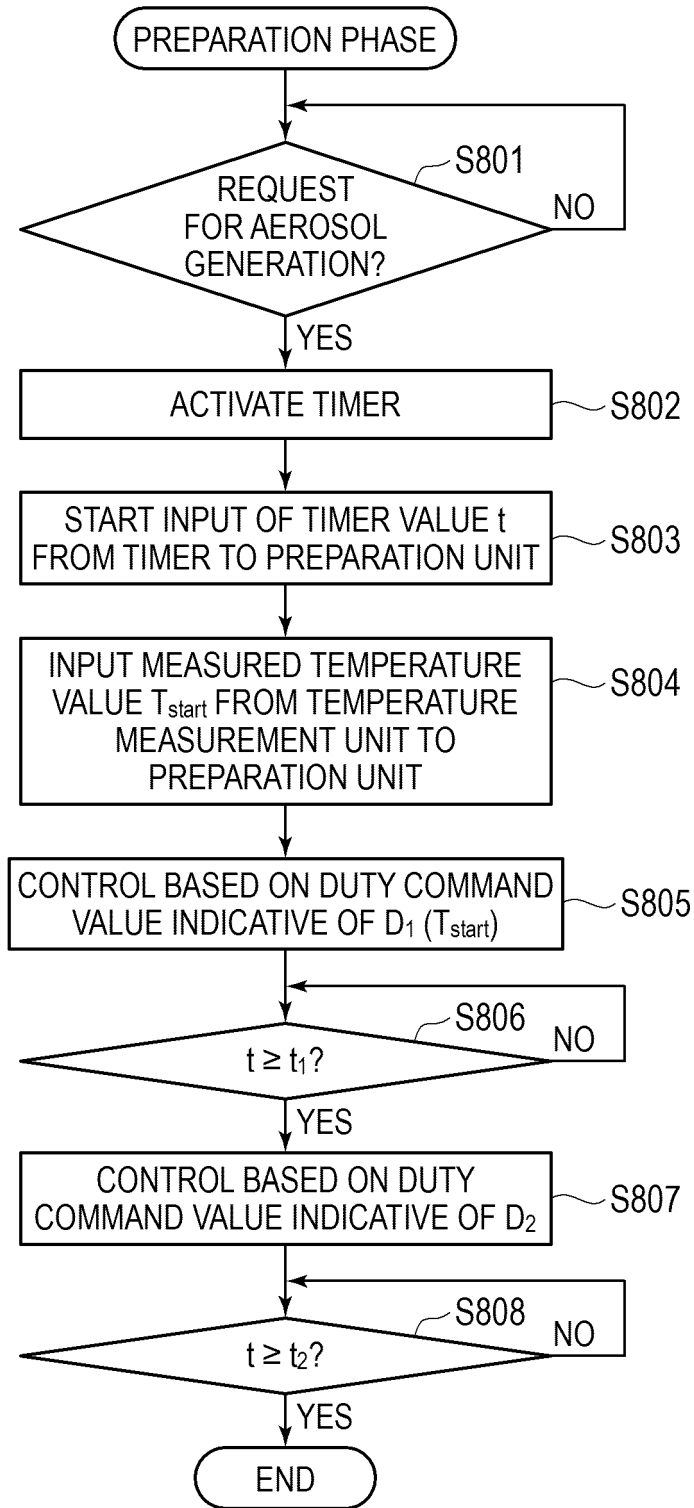 PREPARATION PHASE
S801
REQUEST
FOR AEROSOL
GENERATION?
NO
YES
ACTIVATE TIMER
S802
START INPUT OF TIMER VALUE t
FROM TIMER TO PREPARATION UNIT
S803
INPUT MEASURED TEMPERATURE
VALUE Tstart FROM TEMPERATURE
MEASUREMENT UNIT TO
PREPARATION UNIT
S804
CONTROL BASED ON DUTY COMMAND
VALUE INDICATIVE OF D1 (Tstart)
S805
S806
t ≥ t1?
NO
YES
CONTROL BASED ON DUTY
COMMAND VALUE INDICATIVE OF D2
S807
S808
t ≥ t2?
NO
YES
END